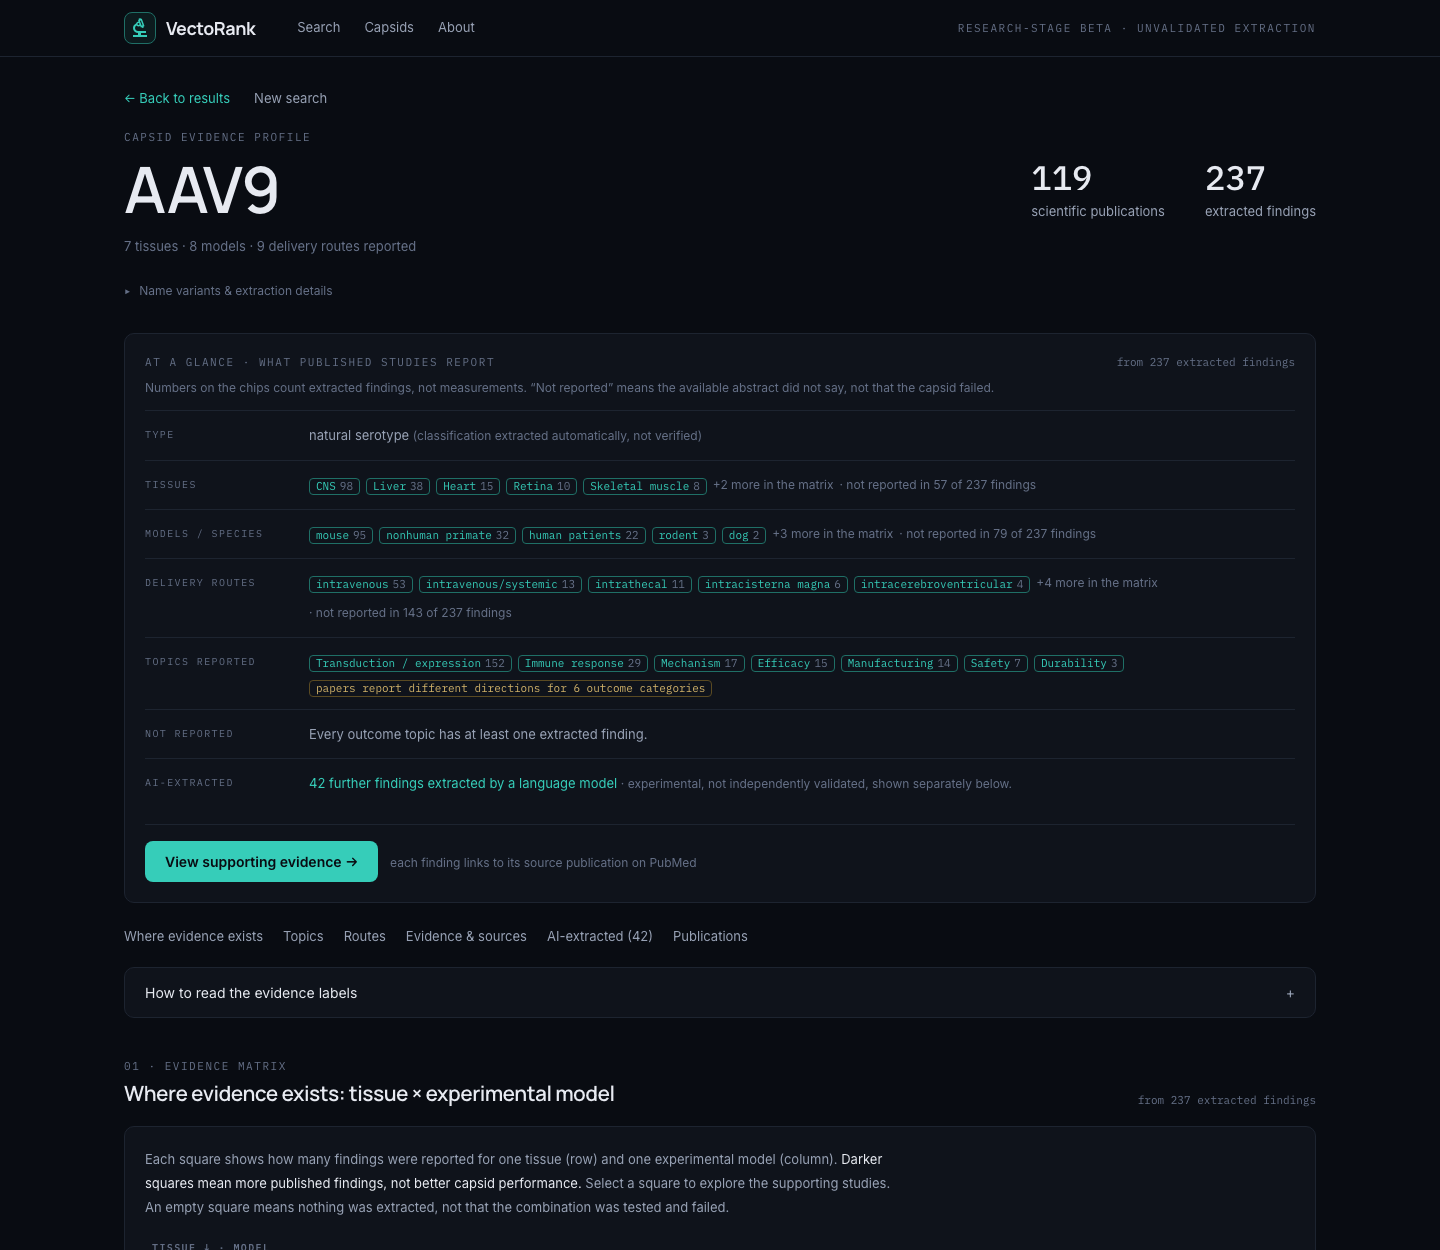 VectoRank
Search Capsids About
RESEARCH-STAGE BETA · UNVALIDATED EXTRACTION
← Back to results New search
CAPSID EVIDENCE PROFILE
AAV9
119
scientific publications
237
extracted findings
7 tissues · 8 models · 9 delivery routes reported
▸ Name variants & extraction details
AT A GLANCE · WHAT PUBLISHED STUDIES REPORT
from 237 extracted findings
Numbers on the chips count extracted findings, not measurements. “Not reported” means the available abstract did not say, not that the capsid failed.
TYPE
natural serotype (classification extracted automatically, not verified)
TISSUES
CNS 98 Liver 38 Heart 15 Retina 10 Skeletal muscle 8 +2 more in the matrix · not reported in 57 of 237 findings
MODELS / SPECIES
mouse 95 nonhuman primate 32 human patients 22 rodent 3 dog 2 +3 more in the matrix · not reported in 79 of 237 findings
DELIVERY ROUTES
intravenous 53 intravenous/systemic 13 intrathecal 11 intracisterna magna 6 intracerebroventricular 4 +4 more in the matrix
· not reported in 143 of 237 findings
TOPICS REPORTED
Transduction / expression 152 Immune response 29 Mechanism 17 Efficacy 15 Manufacturing 14 Safety 7 Durability 3
papers report different directions for 6 outcome categories
NOT REPORTED
Every outcome topic has at least one extracted finding.
AI-EXTRACTED
42 further findings extracted by a language model · experimental, not independently validated, shown separately below.
View supporting evidence → each finding links to its source publication on PubMed
Where evidence exists Topics Routes Evidence & sources AI-extracted (42) Publications
How to read the evidence labels +
01 · EVIDENCE MATRIX
Where evidence exists: tissue × experimental model
from 237 extracted findings
Each square shows how many findings were reported for one tissue (row) and one experimental model (column). Darker
squares mean more published findings, not better capsid performance. Select a square to explore the supporting studies.
An empty square means nothing was extracted, not that the combination was tested and failed.
TISSUE ↓ · MODEL